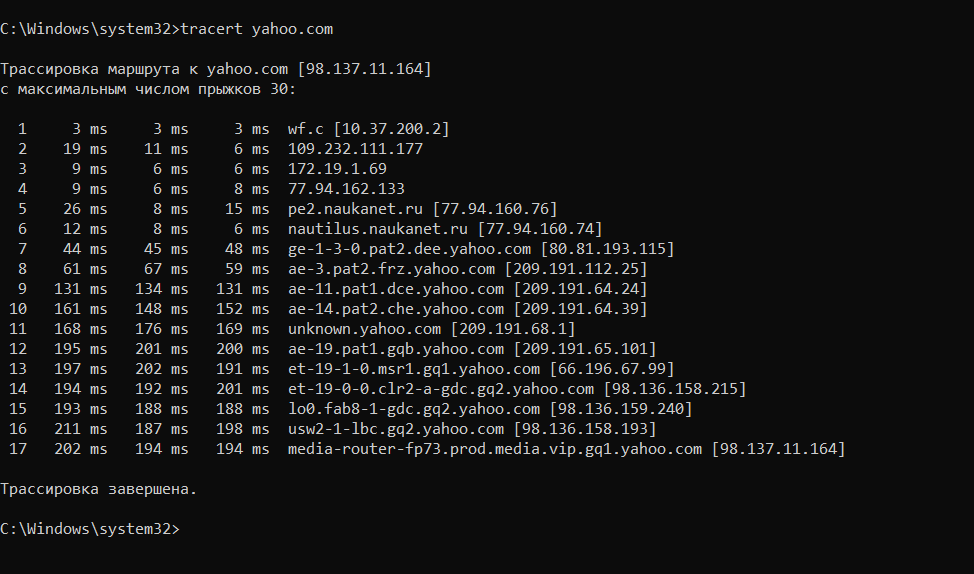 C:\Windows\system32>tracert yahoo.com
Трассировка маршрута к yahoo.com [98.137.11.164]
с максимальным числом прыжков 30:
1 3 ms 3 ms 3 ms wf.c [10.37.200.2]
2 19 ms 11 ms 6 ms 109.232.111.177
3 9 ms 6 ms 6 ms 172.19.1.69
4 9 ms 6 ms 8 ms 77.94.162.133
5 26 ms 8 ms 15 ms pe2.naukanet.ru [77.94.160.76]
6 12 ms 8 ms 6 ms nautilus.naukanet.ru [77.94.160.74]
7 44 ms 45 ms 48 ms ge-1-3-0.pat2.dee.yahoo.com [80.81.193.115]
8 61 ms 67 ms 59 ms ae-3.pat2.frz.yahoo.com [209.191.112.25]
9 131 ms 134 ms 131 ms ae-11.pat1.dce.yahoo.com [209.191.64.24]
10 161 ms 148 ms 152 ms ae-14.pat2.che.yahoo.com [209.191.64.39]
11 168 ms 176 ms 169 ms unknown.yahoo.com [209.191.68.1]
12 195 ms 201 ms 200 ms ae-19.pat1.gqb.yahoo.com [209.191.65.101]
13 197 ms 202 ms 191 ms et-19-1-0.msr1.gq1.yahoo.com [66.196.67.99]
14 194 ms 192 ms 201 ms et-19-0-0.clr2-a-gdc.gq2.yahoo.com [98.136.158.215]
15 193 ms 188 ms 188 ms lo0.fab8-1-gdc.gq2.yahoo.com [98.136.159.240]
16 211 ms 187 ms 198 ms usw2-1-lbc.gq2.yahoo.com [98.136.158.193]
17 202 ms 194 ms 194 ms media-router-fp73.prod.media.vip.gq1.yahoo.com [98.137.11.164]
Трассировка завершена.
C:\Windows\system32>